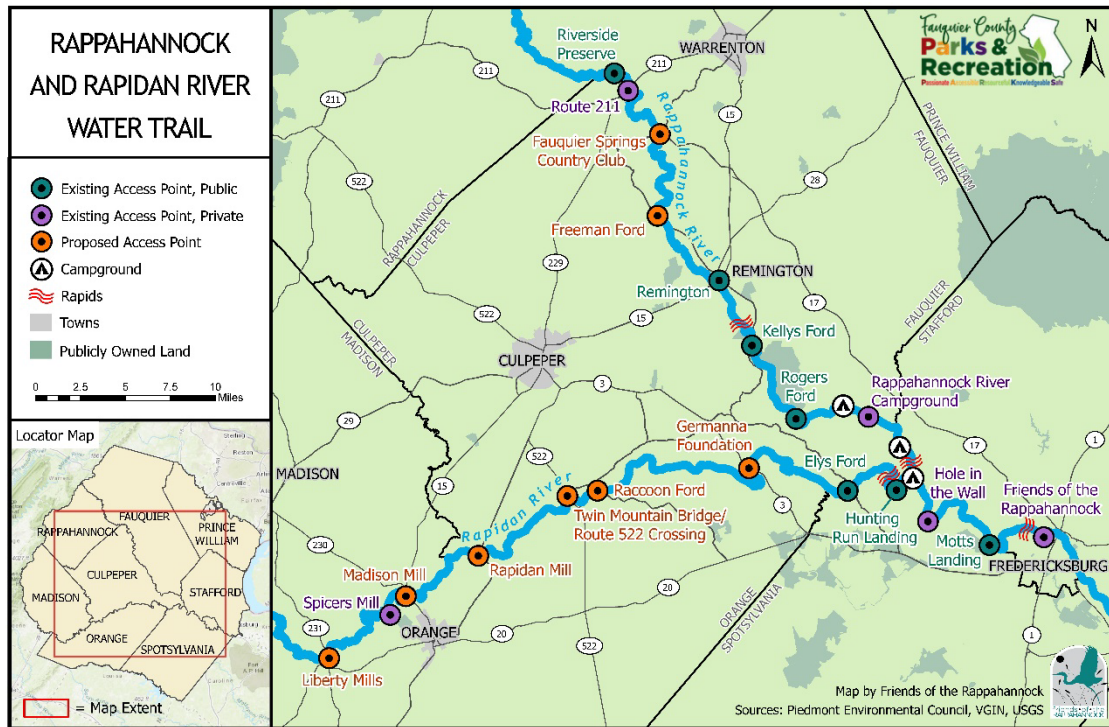 RAPPAHANNOCK
AND RAPIDAN RIVER
WATER TRAIL
Existing Access Point, Public
Existing Access Point, Private
Proposed Access Point
Campground
Rapids
Towns
Publicly Owned Land
0 2.5 5 7.5 10
Miles
Locator Map
FAUQUIER
RAPPAHANNOCK
PRINCE
WILLIAM
CULPEPER
MADISON
STAFFORD
ORANGE
SPOTSYLVANIA
= Map Extent
Fauquier County
Parks &
Recreation
Passionate Accessible Resourceful Knowledgeable Safe
N
Riverside
Preserve
WARRENTON
211
211
211
Route 211
Rappahannock River
15
Fauquier Springs
Country Club
522
PRINCE WILLIAM
FAUQUIER
28
RAPPAHANNOCK
CULPEPER
Freeman Ford
229
REMINGTON
Remington
17
FAUQUIER
STAFFORD
522
15
Kellys Ford
CULPEPER
MADISON
CULPEPER
3
Rogers
Ford
Rappahannock River
Campground
29
Germanna
Foundation
17
1
MADISON
522
Elys Ford
Hole in
the Wall
15
Rapidan River
Raccoon Ford
3
Friends of the
Rappahannock
Twin Mountain Bridge/
Route 522 Crossing
Hunting
Run Landing
230
Motts
Landing
Rapidan Mill
FREDERICKSBURG
Madison Mill
20
Spicers Mill
231
ORANGE
20
522
ORANGE
SPOTSYLVANIA
1
Liberty Mills
Map by Friends of the Rappahannock
Sources: Piedmont Environmental Council, VGIN, USGS